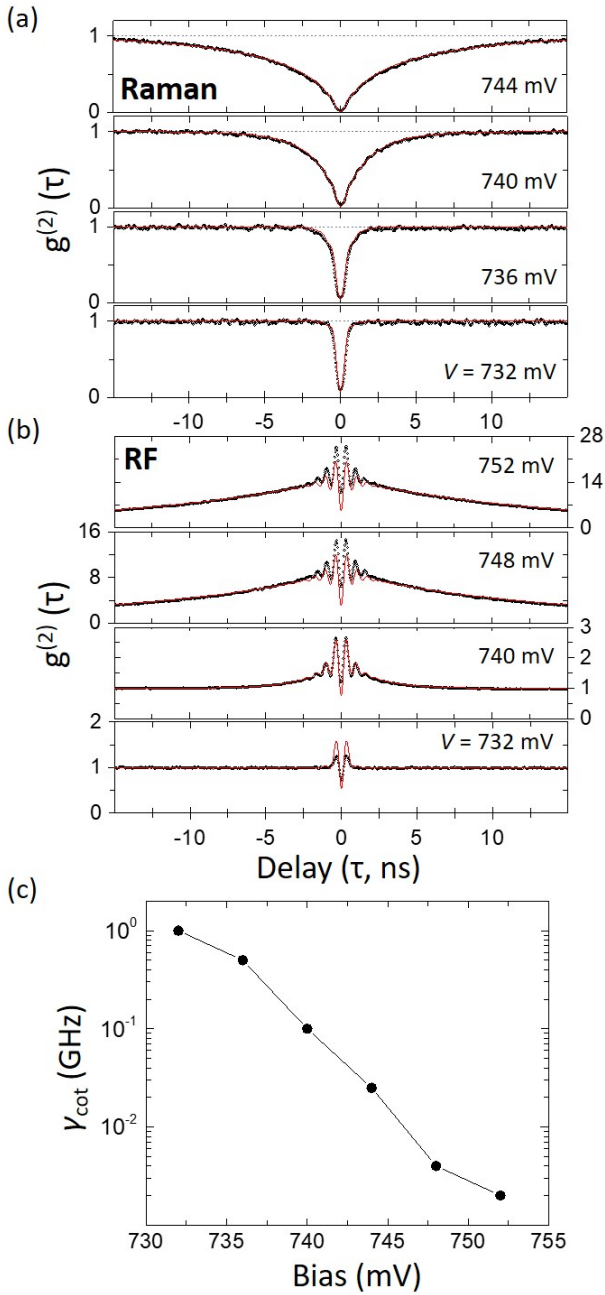 (a)
1
Raman
744 mV
0
1
740 mV
0
1
736 mV
0
1
V = 732 mV
0
g⁽²⁾ (τ)
-10 -5 0 5 10
(b)
RF
28
752 mV
14
0
16
748 mV
8
0
3
740 mV
2
1
0
2
V = 732 mV
1
0
g⁽²⁾ (τ)
-10 -5 0 5 10
Delay (τ, ns)
(c)
10⁰
10⁻¹
10⁻²
γcot (GHz)
730 735 740 745 750 755
Bias (mV)